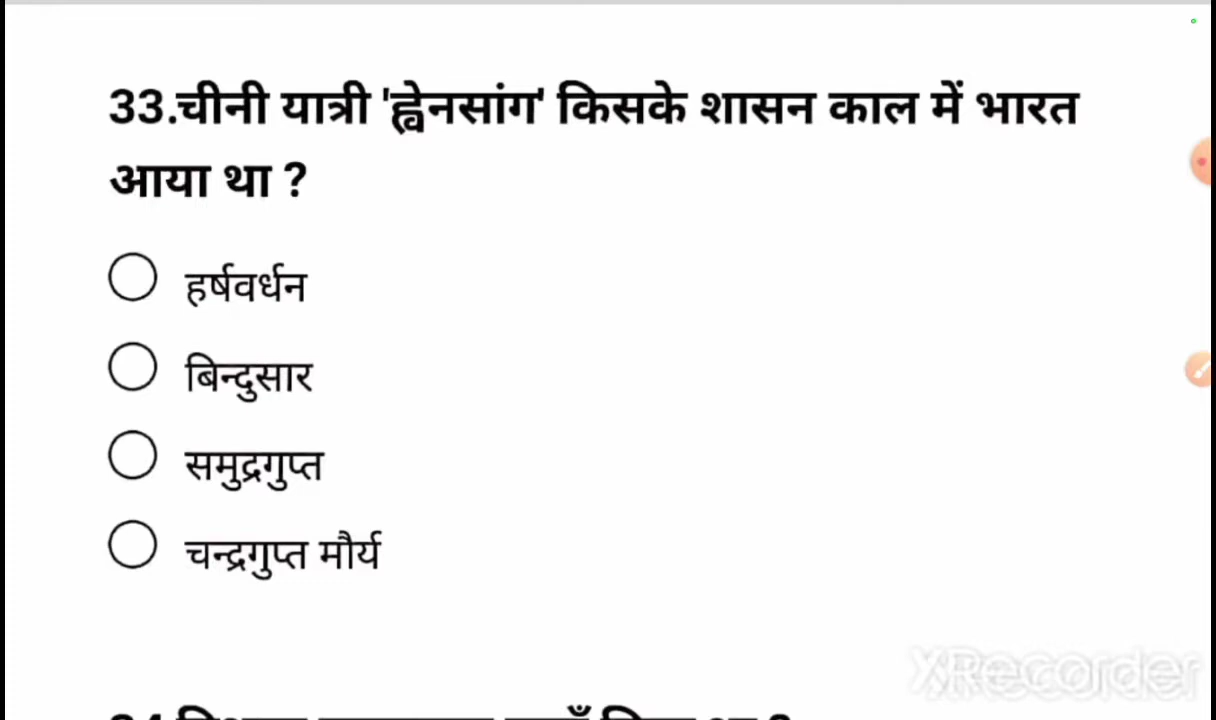 33.चीनी यात्री 'ह्वेनसांग' किसके शासन काल में भारत
आया था ?
हर्षवर्धन
बिन्दुसार
समुद्रगुप्त
चन्द्रगुप्त मौर्य
XRecorder